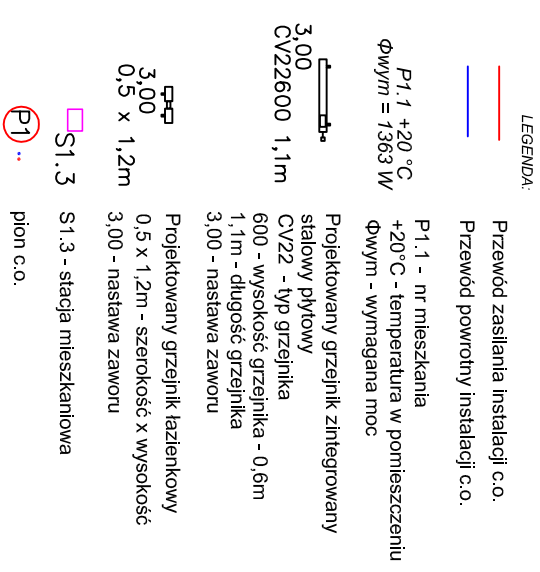 LEGENDA:
Przewód zasilania instalacji c.o.
Przewód powrotny instalacji c.o.
P1.1 +20 °C
Φwym = 1363 W
P1.1 - nr mieszkania
+20°C - temperatura w pomieszczeniu
Φwym - wymagana moc
3,00
CV22600 1,1m
Projektowany grzejnik zintegrowany
stalowy płytowy
CV22 - typ grzejnika
600 - wysokość grzejnika - 0,6m
1,1m - długość grzejnika
3,00 - nastawa zaworu
3,00
0,5 x 1,2m
Projektowany grzejnik łazienkowy
0,5 x 1,2m - szerokość x wysokość
3,00 - nastawa zaworu
S1.3
S1.3 - stacja mieszkaniowa
P1
pion c.o.